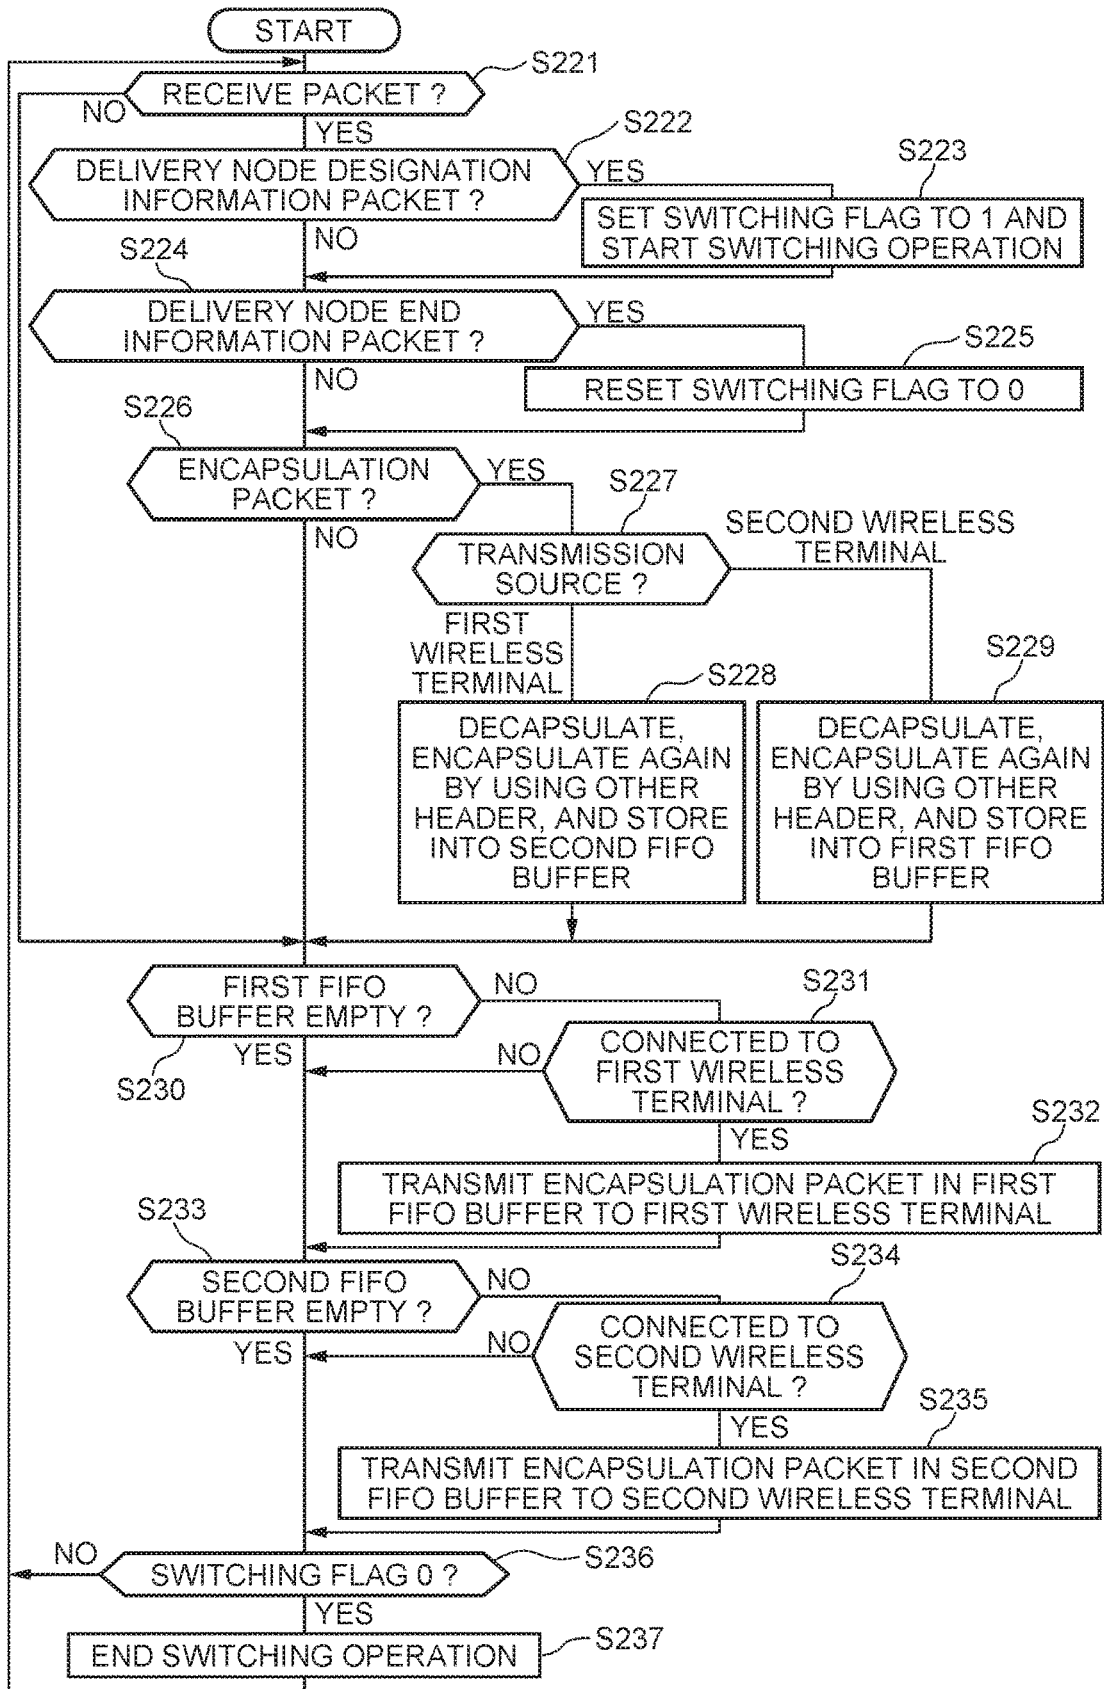 START
S221
RECEIVE PACKET ?
NO
YES
S222
DELIVERY NODE DESIGNATION
INFORMATION PACKET ?
YES
S223
SET SWITCHING FLAG TO 1 AND
START SWITCHING OPERATION
NO
S224
DELIVERY NODE END
INFORMATION PACKET ?
YES
S225
RESET SWITCHING FLAG TO 0
NO
S226
ENCAPSULATION
PACKET ?
YES
NO
S227
TRANSMISSION
SOURCE ?
SECOND WIRELESS
TERMINAL
FIRST
WIRELESS
TERMINAL
S228
DECAPSULATE,
ENCAPSULATE AGAIN
BY USING OTHER
HEADER, AND STORE
INTO SECOND FIFO
BUFFER
S229
DECAPSULATE,
ENCAPSULATE AGAIN
BY USING OTHER
HEADER, AND STORE
INTO FIRST FIFO
BUFFER
FIRST FIFO
BUFFER EMPTY ?
NO
YES
S230
S231
CONNECTED TO
FIRST WIRELESS
TERMINAL ?
NO
YES
S232
TRANSMIT ENCAPSULATION PACKET IN FIRST
FIFO BUFFER TO FIRST WIRELESS TERMINAL
S233
SECOND FIFO
BUFFER EMPTY ?
NO
YES
S234
CONNECTED TO
SECOND WIRELESS
TERMINAL ?
NO
YES
S235
TRANSMIT ENCAPSULATION PACKET IN SECOND
FIFO BUFFER TO SECOND WIRELESS TERMINAL
NO
SWITCHING FLAG 0 ?
S236
YES
END SWITCHING OPERATION
S237